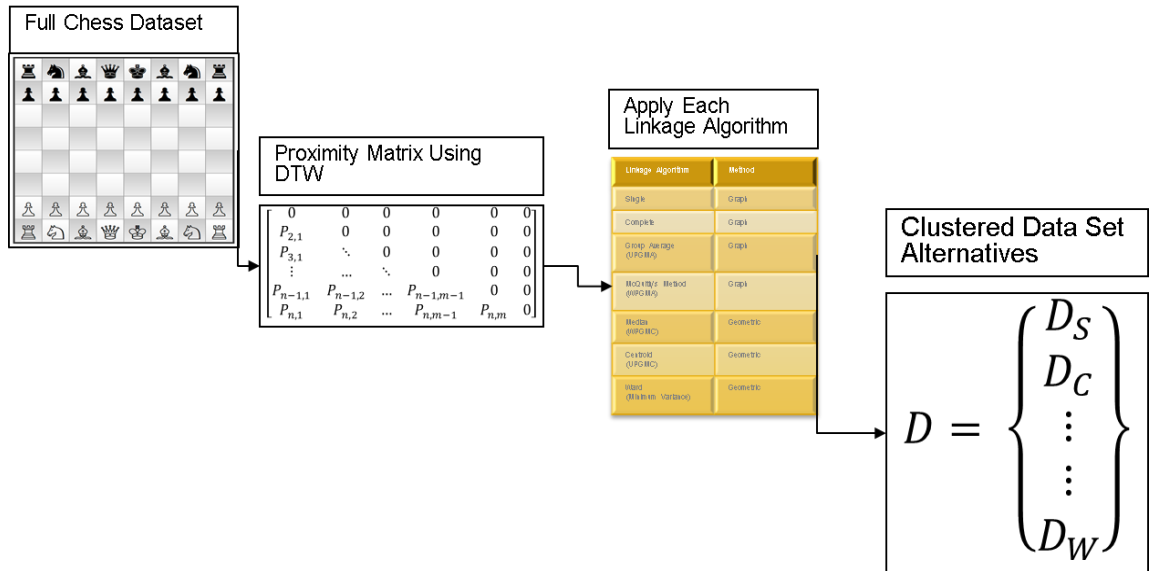 Full Chess Dataset
Proximity Matrix Using
DTW
0 0 0 0 0 0
P2,1 0 0 0 0 0
P3,1 ⋱ 0 0 0 0
⋮ … ⋱ 0 0 0
Pn−1,1 Pn−1,2 … Pn−1,m−1 0 0
Pn,1 Pn,2 … Pn,m−1 Pn,m 0
Apply Each
Linkage Algorithm
Linkage Algorithm Method
Single Graph
Complete Graph
Group Average
(UPGMA) Graph
McQuitty's Method
(WPGMA) Graph
Median
(WPGMC) Geometric
Centroid
(UPGMC) Geometric
Ward
(Minimum Variance) Geometric
Clustered Data Set
Alternatives
D = { DS
DC
⋮
⋮
DW }